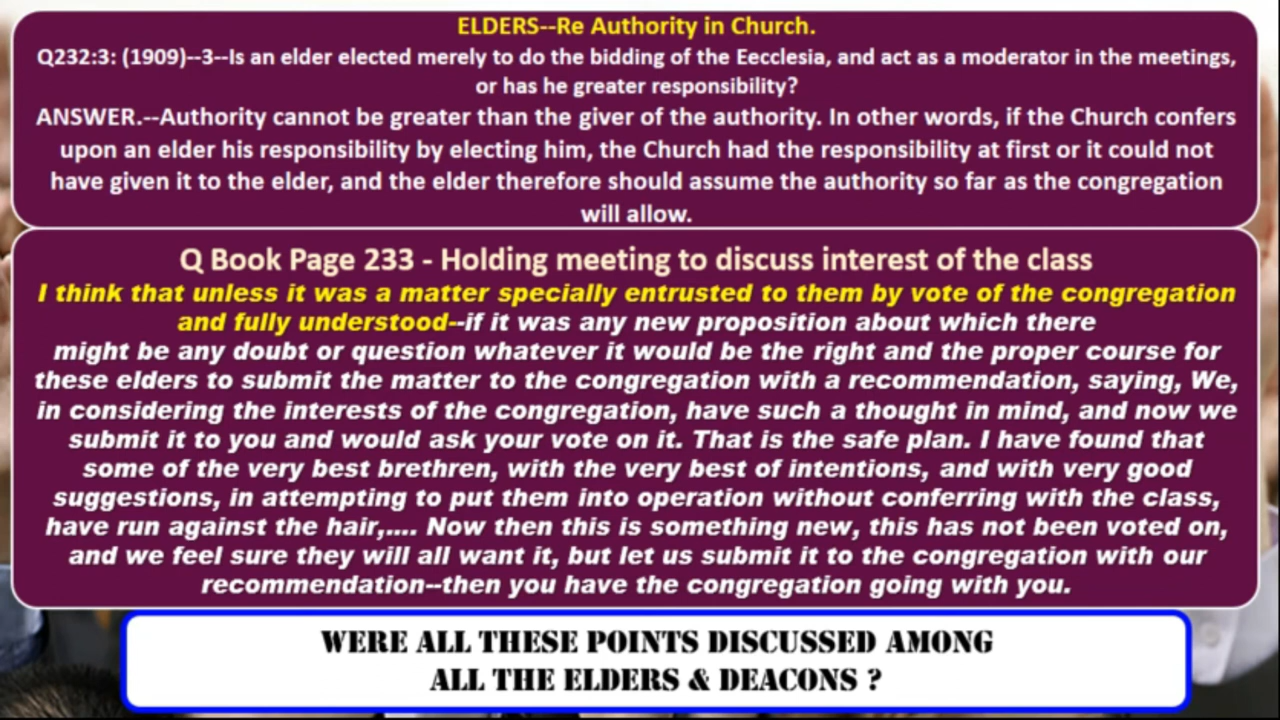 ELDERS--Re Authority in Church.
Q232:3: (1909)--3--Is an elder elected merely to do the bidding of the Eecclesia, and act as a moderator in the meetings,
or has he greater responsibility?
ANSWER.--Authority cannot be greater than the giver of the authority. In other words, if the Church confers
upon an elder his responsibility by electing him, the Church had the responsibility at first or it could not
have given it to the elder, and the elder therefore should assume the authority so far as the congregation
will allow.
Q Book Page 233 - Holding meeting to discuss interest of the class
I think that unless it was a matter specially entrusted to them by vote of the congregation
and fully understood--if it was any new proposition about which there
might be any doubt or question whatever it would be the right and the proper course for
these elders to submit the matter to the congregation with a recommendation, saying, We,
in considering the interests of the congregation, have such a thought in mind, and now we
submit it to you and would ask your vote on it. That is the safe plan. I have found that
some of the very best brethren, with the very best of intentions, and with very good
suggestions, in attempting to put them into operation without conferring with the class,
have run against the hair,.... Now then this is something new, this has not been voted on,
and we feel sure they will all want it, but let us submit it to the congregation with our
recommendation--then you have the congregation going with you.
WERE ALL THESE POINTS DISCUSSED AMONG
ALL THE ELDERS & DEACONS ?